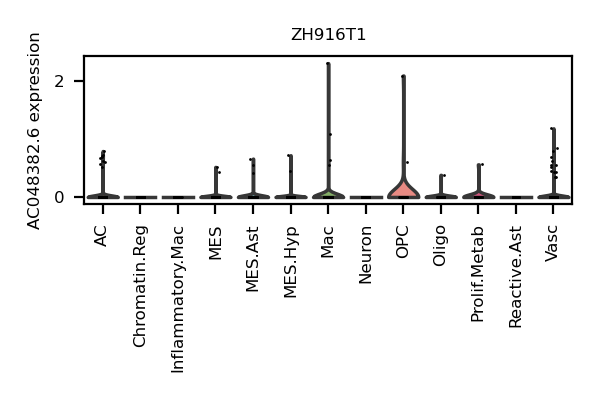 ZH916T1
AC048382.6 expression
2
0
AC
Chromatin.Reg
Inflammatory.Mac
MES
MES.Ast
MES.Hyp
Mac
Neuron
OPC
Oligo
Prolif.Metab
Reactive.Ast
Vasc